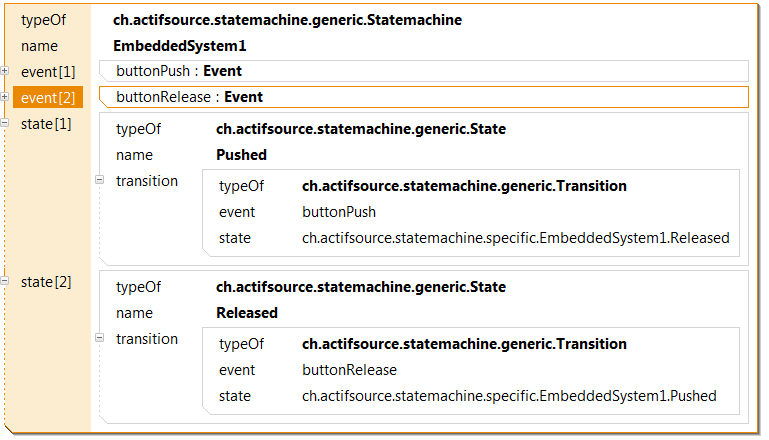 typeOf ch.actifsource.statemachine.generic.Statemachine
name EmbeddedSystem1
event[1] buttonPush : Event
event[2] buttonRelease : Event
state[1] typeOf ch.actifsource.statemachine.generic.State
name Pushed
transition typeOf ch.actifsource.statemachine.generic.Transition
event buttonPush
state ch.actifsource.statemachine.specific.EmbeddedSystem1.Released
state[2] typeOf ch.actifsource.statemachine.generic.State
name Released
transition typeOf ch.actifsource.statemachine.generic.Transition
event buttonRelease
state ch.actifsource.statemachine.specific.EmbeddedSystem1.Pushed